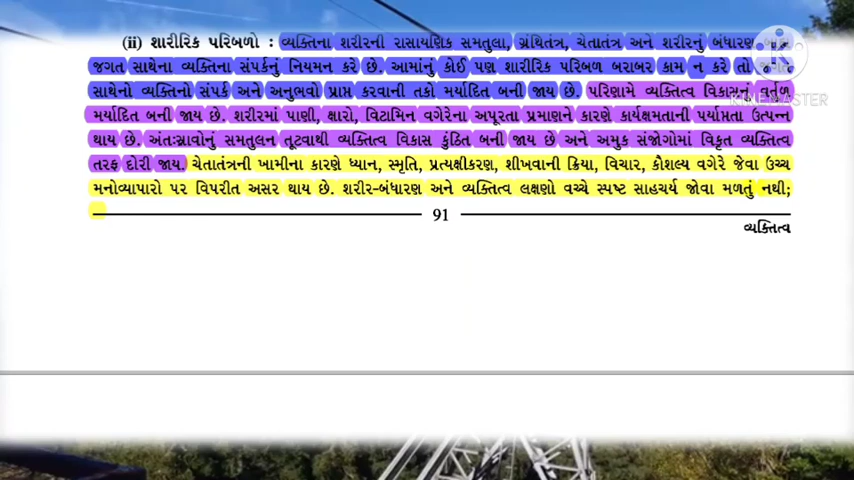 (ii) શારીરિક પરિબળો : વ્યક્તિના શરીરની રાસાયણિક સમતુલા, ગ્રંથિતંત્ર, ચેતાતંત્ર અને શરીરનું બંધારણ
જગત સાથેના વ્યક્તિના સંપર્કનું નિયમન કરે છે. આમાંનું કોઈ પણ શારીરિક પરિબળ બરાબર કામ ન કરે તો જગત
સાથેનો વ્યક્તિનો સંપર્ક અને અનુભવો પ્રાપ્ત કરવાની તકો મર્યાદિત બની જાય છે. પરિણામે વ્યક્તિત્વ વિકાસનું વર્તુળ
મર્યાદિત બની જાય છે. શરીરમાં પાણી, ક્ષારો, વિટામિન વગેરેના અપૂરતા પ્રમાણને કારણે કાર્યક્ષમતાની પર્યાપ્તતા ઉત્પન્ન
થાય છે. અંતઃસ્રાવોનું સમતુલન તૂટવાથી વ્યક્તિત્વ વિકાસ કુંઠિત બની જાય છે અને અમુક સંજોગોમાં વિકૃત વ્યક્તિત્વ
તરફ દોરી જાય. ચેતાતંત્રની ખામીના કારણે ધ્યાન, સ્મૃતિ, પ્રત્યક્ષીકરણ, શીખવાની ક્રિયા, વિચાર, કૌશલ્ય વગેરે જેવા ઉચ્ચ
મનોવ્યાપારો પર વિપરીત અસર થાય છે. શરીર-બંધારણ અને વ્યક્તિત્વ લક્ષણો વચ્ચે સ્પષ્ટ સાહચર્ય જોવા મળતું નથી;
91
વ્યક્તિત્વ
KINEMASTER